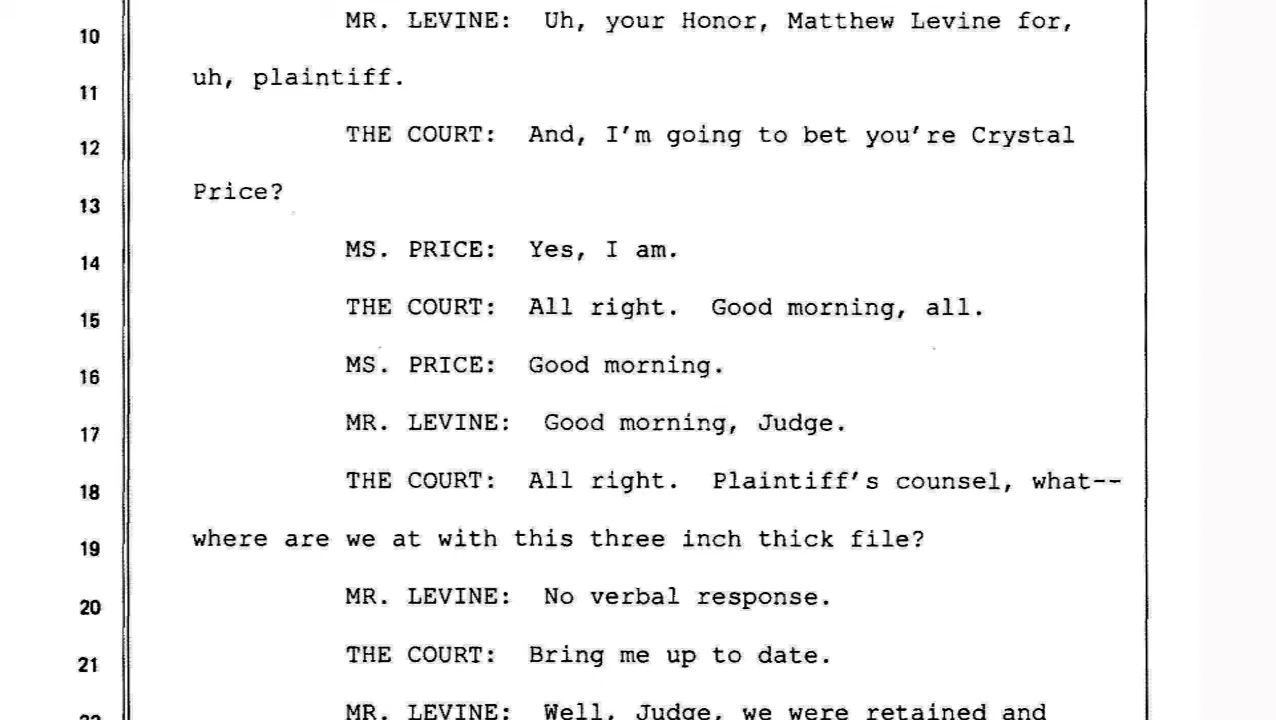 10 MR. LEVINE: Uh, your Honor, Matthew Levine for,
11 uh, plaintiff.
12 THE COURT: And, I'm going to bet you're Crystal
13 Price?
14 MS. PRICE: Yes, I am.
15 THE COURT: All right. Good morning, all.
16 MS. PRICE: Good morning.
17 MR. LEVINE: Good morning, Judge.
18 THE COURT: All right. Plaintiff's counsel, what--
19 where are we at with this three inch thick file?
20 MR. LEVINE: No verbal response.
21 THE COURT: Bring me up to date.
22 MR. LEVINE: Well, Judge, we were retained and